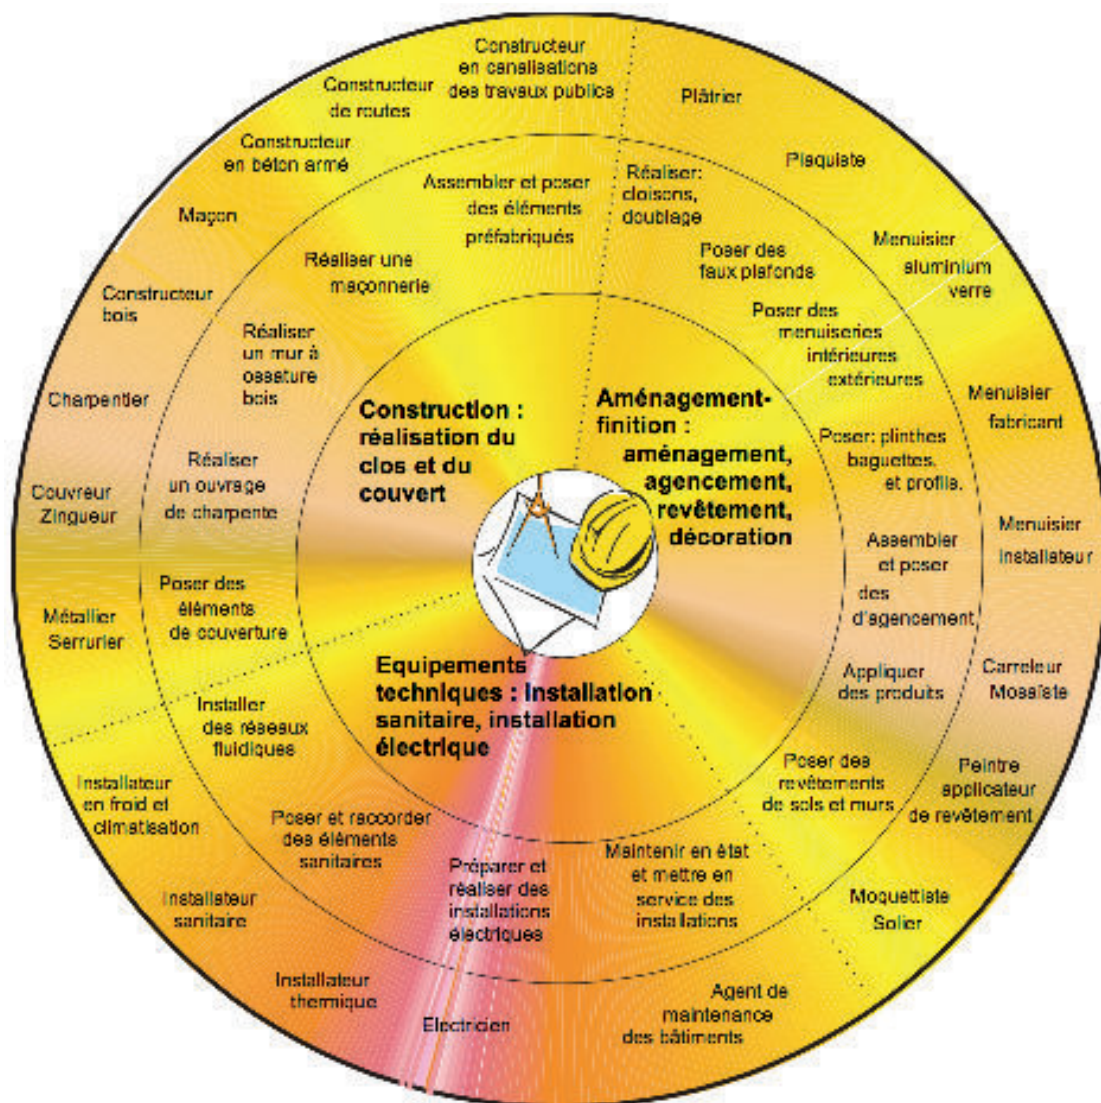 Constructeur
en canalisations
des travaux publics
Plâtrier
Plaquiste
Menuisier
aluminium
verre
Menuisier
fabricant
Menuisier
installateur
Carreleur
Mosaïste
Peintre
applicateur
de revêtement
Moquettiste
Solier
Agent de
maintenance
des bâtiments
Electricien
Installateur
thermique
Installateur
sanitaire
Installateur
en froid et
climatisation
Métallier
Serrurier
Couvreur
Zingueur
Charpentier
Constructeur
bois
Maçon
Constructeur
en béton armé
Constructeur
de routes
Assembler et poser
des éléments
préfabriqués
Réaliser:
cloisons,
doublage
Poser des
faux plafonds
Poser des
menuiseries
intérieures
extérieures
Poser: plinthes
baguettes,
et profils.
Assembler
et poser
des
d'agencement
Appliquer
des produits
Poser des
revêtements
de sols et murs
Maintenir en état
et mettre en
service des
installations
Préparer et
réaliser des
installations
électriques
Poser et raccorder
des éléments
sanitaires
Installer
des réseaux
fluidiques
Poser des
éléments
de couverture
Réaliser
un ouvrage
de charpente
Réaliser
un mur à
ossature
bois
Réaliser une
maçonnerie
Construction :
réalisation du
clos et du
couvert
Aménagement-
finition :
aménagement,
agencement,
revêtement,
décoration
Equipements
techniques : Installation
sanitaire, installation
électrique